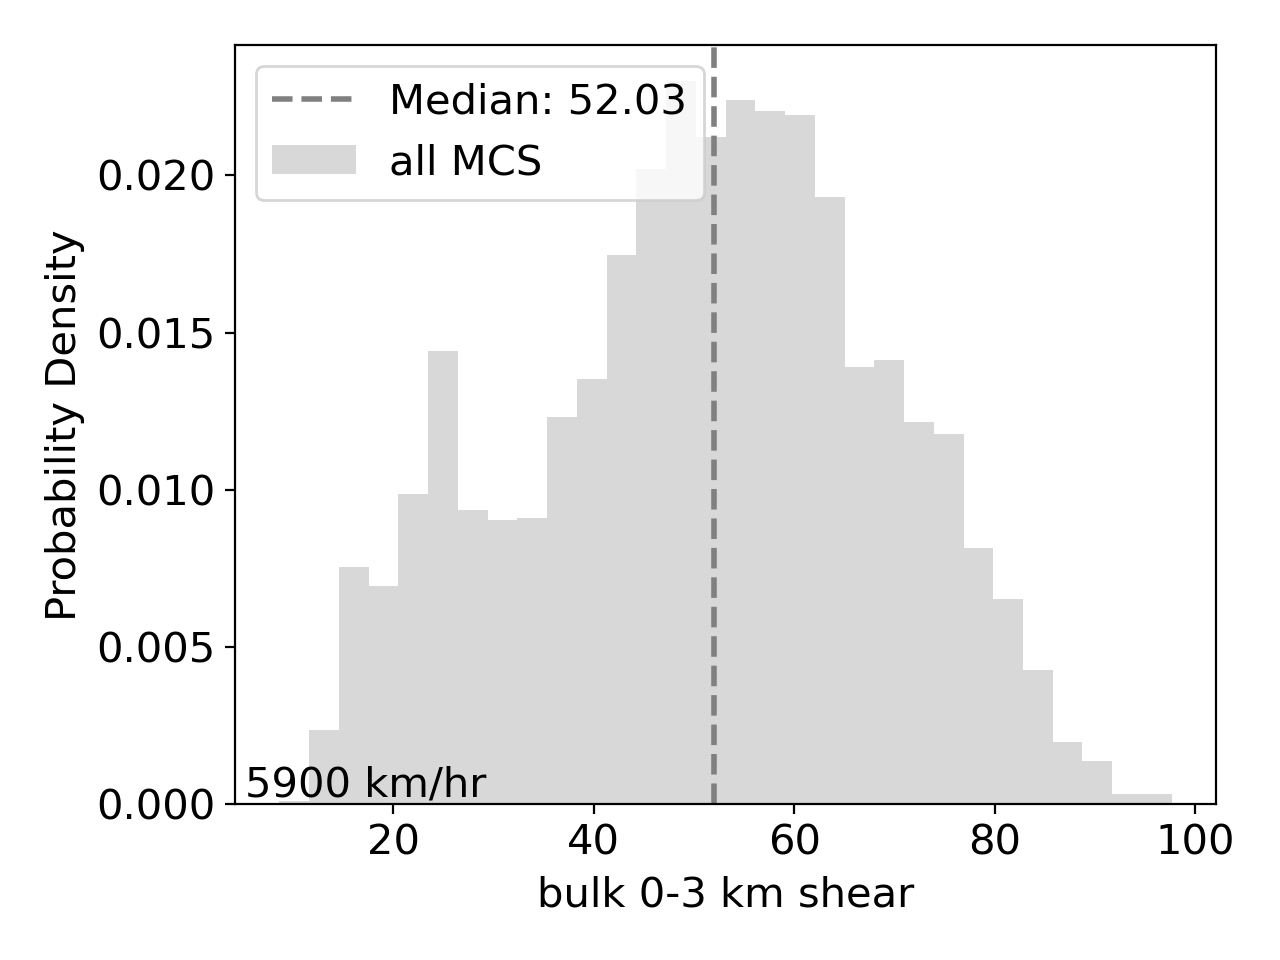 Median: 52.03
all MCS
Probability Density
0.020
0.015
0.010
0.005
0.000
5900 km/hr
20 40 60 80 100
bulk 0-3 km shear